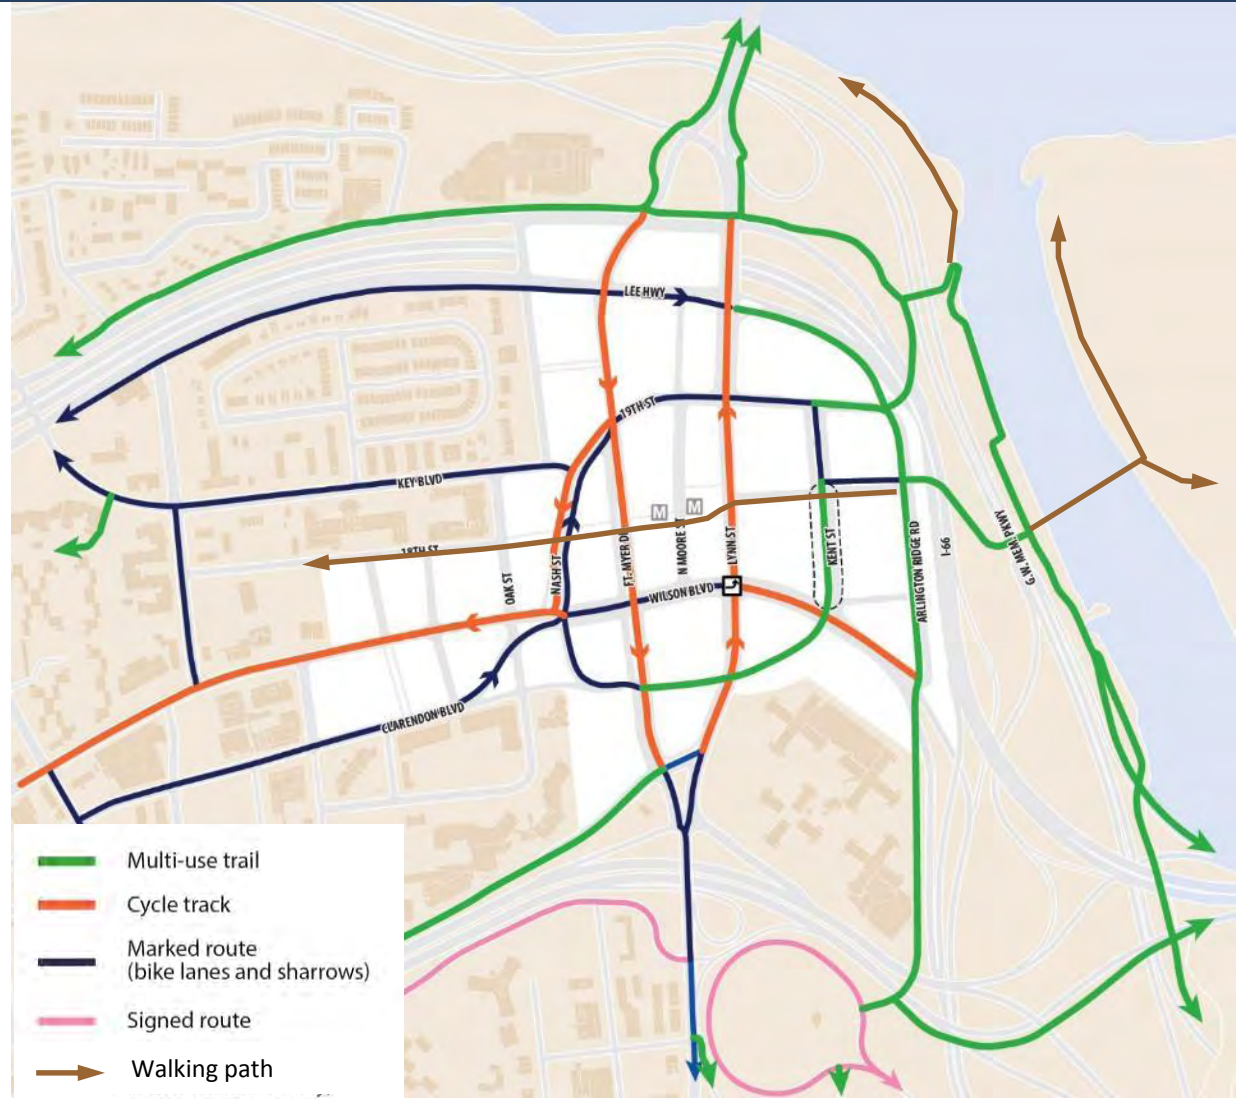 LEE HWY
19TH ST
KEY BLVD
M
M
18TH ST
OAK ST
NASH ST
FT. MYER DR
N MOORE ST
LYNN ST
KENT ST
ARLINGTON RIDGE RD
I-66
G.W. MEM. PKWY
WILSON BLVD
CLARENDON BLVD
Multi-use trail
Cycle track
Marked route
(bike lanes and sharrows)
Signed route
Walking path